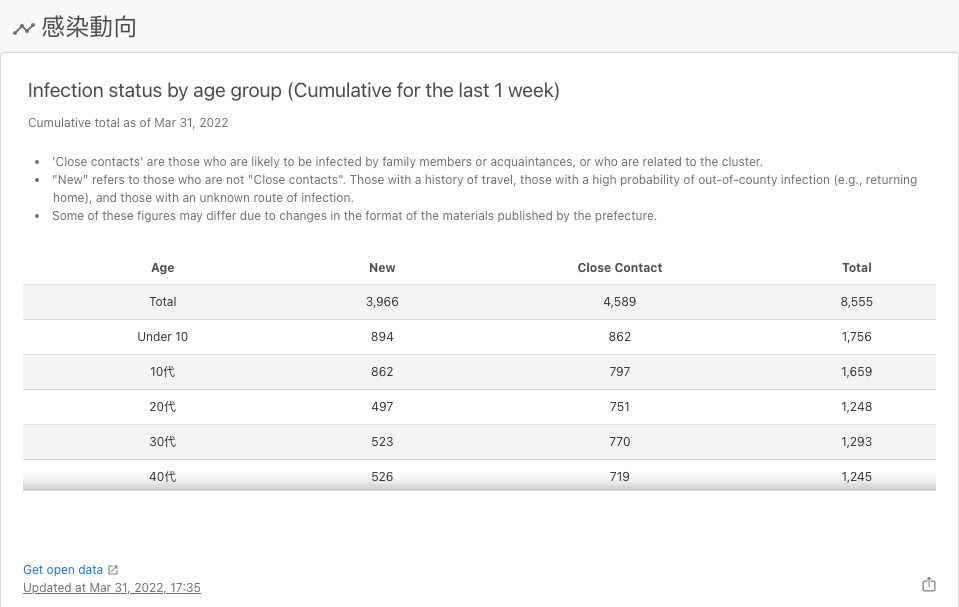 感染動向
Infection status by age group (Cumulative for the last 1 week)
Cumulative total as of Mar 31, 2022
• 'Close contacts' are those who are likely to be infected by family members or acquaintances, or who are related to the cluster.
• "New" refers to those who are not "Close contacts". Those with a history of travel, those with a high probability of out-of-county infection (e.g., returning
home), and those with an unknown route of infection.
• Some of these figures may differ due to changes in the format of the materials published by the prefecture.
Age New Close Contact Total
Total 3,966 4,589 8,555
Under 10 894 862 1,756
10代 862 797 1,659
20代 497 751 1,248
30代 523 770 1,293
40代 526 719 1,245
Get open data
Updated at Mar 31, 2022, 17:35